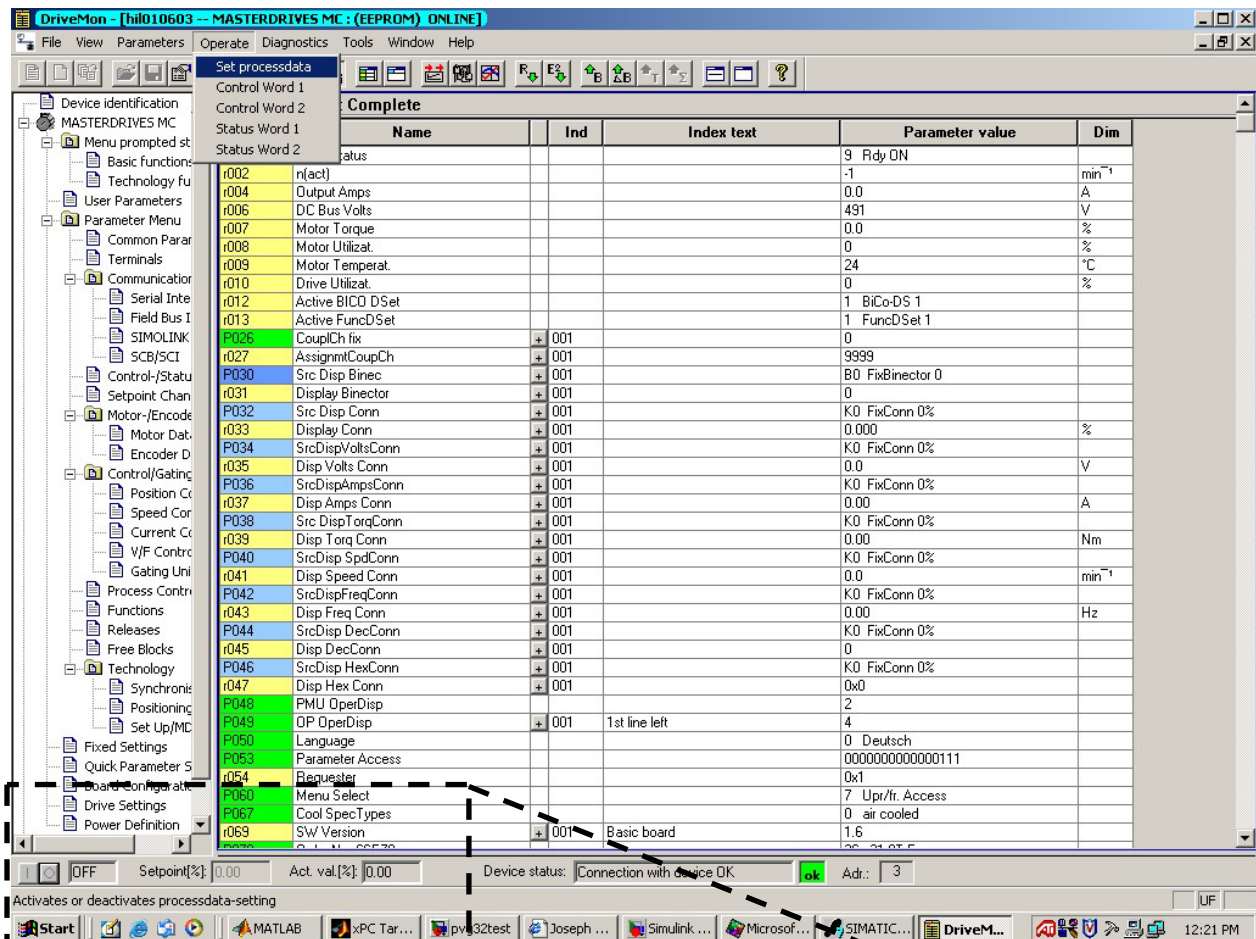 DriveMon - [hil010603 -- MASTERDRIVES MC : (EEPROM) ONLINE]
File View Parameters Operate Diagnostics Tools Window Help
Set processdata
Control Word 1
Control Word 2
Status Word 1
Status Word 2
Device identification
MASTERDRIVES MC
Menu prompted st
Basic functions
Technology fu
User Parameters
Parameter Menu
Common Parar
Terminals
Communication
Serial Inte
Field Bus I
SIMOLINK
SCB/SCI
Control-/Statu
Setpoint Chan
Motor-/Encode
Motor Dat
Encoder D
Control/Gating
Position Co
Speed Cor
Current Co
V/F Contro
Gating Uni
Process Contr
Functions
Releases
Free Blocks
Technology
Synchronis
Positioning
Set Up/MD
Fixed Settings
Quick Parameter S
Board Configuratio
Drive Settings
Power Definition
Complete
Name Ind Index text Parameter value Dim
tatus 9 Rdy ON
r002 n(act) -1 min⁻¹
r004 Output Amps 0.0 A
r006 DC Bus Volts 491 V
r007 Motor Torque 0.0 %
r008 Motor Utilizat. 0 %
r009 Motor Temperat. 24 °C
r010 Drive Utilizat. 0 %
r012 Active BICO DSet 1 BiCo-DS 1
r013 Active FuncDSet 1 FuncDSet 1
P026 CouplCh fix + 001 0
r027 AssignmtCoupCh + 001 9999
P030 Src Disp Binec + 001 B0 FixBinector 0
r031 Display Binector + 001 0
P032 Src Disp Conn + 001 K0 FixConn 0%
r033 Display Conn + 001 0.000 %
P034 SrcDispVoltsConn + 001 K0 FixConn 0%
r035 Disp Volts Conn + 001 0.0 V
P036 SrcDispAmpsConn + 001 K0 FixConn 0%
r037 Disp Amps Conn + 001 0.00 A
P038 Src DispTorqConn + 001 K0 FixConn 0%
r039 Disp Torq Conn + 001 0.00 Nm
P040 SrcDisp SpdConn + 001 K0 FixConn 0%
r041 Disp Speed Conn + 001 0.0 min⁻¹
P042 SrcDispFreqConn + 001 K0 FixConn 0%
r043 Disp Freq Conn + 001 0.00 Hz
P044 SrcDisp DecConn + 001 K0 FixConn 0%
r045 Disp DecConn + 001 0
P046 SrcDisp HexConn + 001 K0 FixConn 0%
r047 Disp Hex Conn + 001 0x0
P048 PMU OperDisp 2
P049 OP OperDisp + 001 1st line left 4
P050 Language 0 Deutsch
P053 Parameter Access 0000000000000111
r054 Requester 0x1
P060 Menu Select 7 Upr/fr. Access
P067 Cool SpecTypes 0 air cooled
r069 SW Version + 001 Basic board 1.6
OFF Setpoint[%]: 0.00 Act. val.[%]: 0.00 Device status: Connection with device OK ok Adr.: 3
Activates or deactivates processdata-setting UF
Start MATLAB xPC Tar... pvg32test Joseph ... Simulink ... Microsof... SIMATIC... DriveM... 12:21 PM